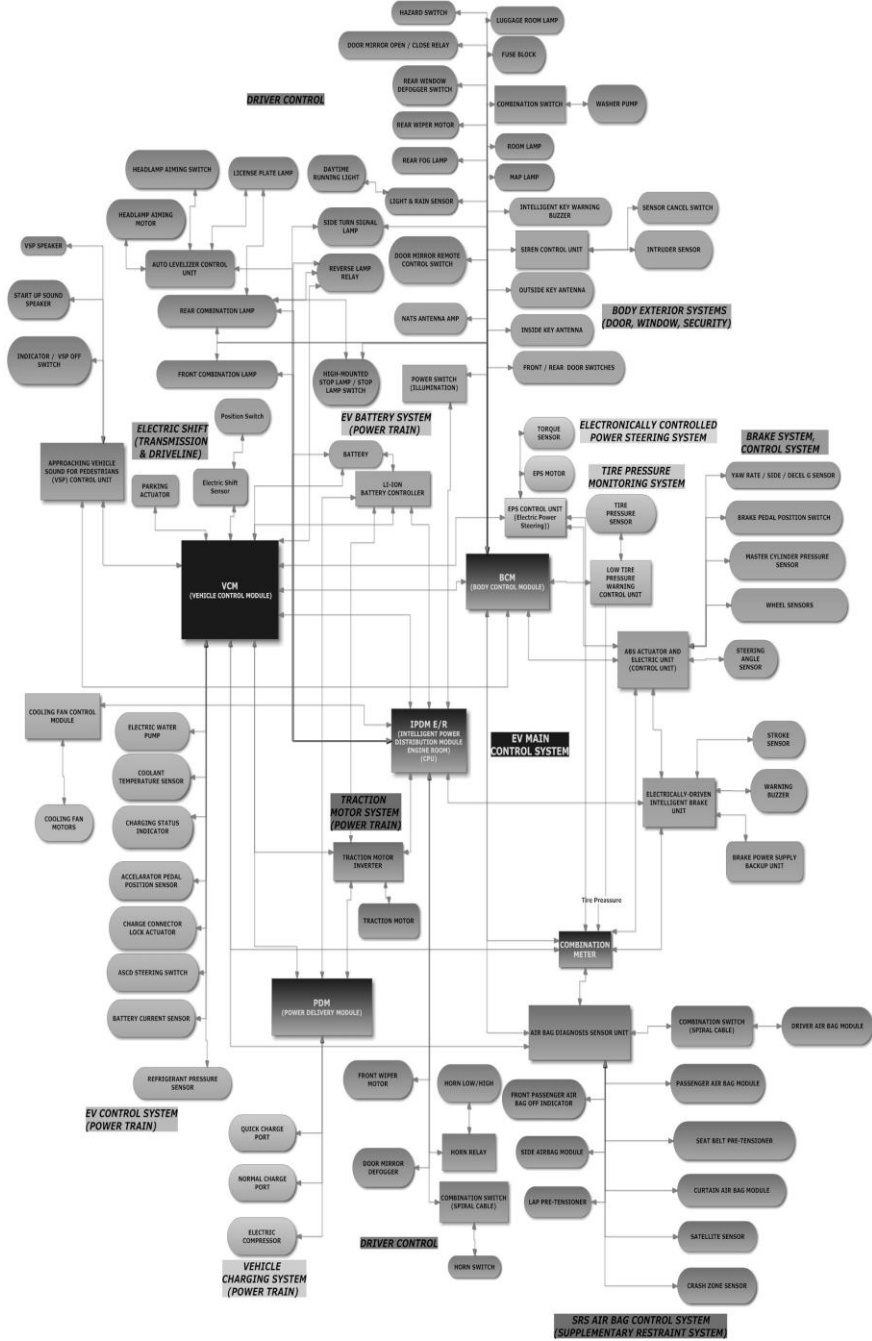 HAZARD SWITCH
LUGGAGE ROOM LAMP
DOOR MIRROR OPEN / CLOSE RELAY
FUSE BLOCK
REAR WINDOW
DEFOGGER SWITCH
DRIVER CONTROL
COMBINATION SWITCH
WASHER PUMP
REAR WIPER MOTOR
ROOM LAMP
REAR FOG LAMP
MAP LAMP
HEADLAMP AIMING SWITCH
LICENSE PLATE LAMP
DAYTIME
RUNNING LIGHT
LIGHT & RAIN SENSOR
INTELLIGENT KEY WARNING
BUZZER
SENSOR CANCEL SWITCH
HEADLAMP AIMING
MOTOR
SIDE TURN SIGNAL
LAMP
VSP SPEAKER
AUTO LEVELIZER CONTROL
UNIT
REVERSE LAMP
RELAY
DOOR MIRROR REMOTE
CONTROL SWITCH
SIREN CONTROL UNIT
INTRUDER SENSOR
START UP SOUND
SPEAKER
REAR COMBINATION LAMP
OUTSIDE KEY ANTENNA
NATS ANTENNA AMP
BODY EXTERIOR SYSTEMS
(DOOR, WINDOW, SECURITY)
INSIDE KEY ANTENNA
INDICATOR / VSP OFF
SWITCH
FRONT COMBINATION LAMP
HIGH-MOUNTED
STOP LAMP / STOP
LAMP SWITCH
POWER SWITCH
(ILLUMINATION)
FRONT / REAR DOOR SWITCHES
Position Switch
EV BATTERY SYSTEM
(POWER TRAIN)
TORQUE
SENSOR
ELECTRONICALLY CONTROLLED
POWER STEERING SYSTEM
BRAKE SYSTEM,
CONTROL SYSTEM
ELECTRIC SHIFT
(TRANSMISSION
& DRIVELINE)
BATTERY
EPS MOTOR
TIRE PRESSURE
MONITORING SYSTEM
YAW RATE / SIDE / DECEL G SENSOR
APPROACHING VEHICLE
SOUND FOR PEDESTRIANS
(VSP) CONTROL UNIT
PARKING
ACTUATOR
Electric Shift
Sensor
LI-ION
BATTERY CONTROLLER
EPS CONTROL UNIT
(Electric Power
Steering))
TIRE
PRESSURE
SENSOR
BRAKE PEDAL POSITION SWITCH
MASTER CYLINDER PRESSURE
SENSOR
VCM
(VEHICLE CONTROL MODULE)
BCM
(BODY CONTROL MODULE)
LOW TIRE
PRESSURE
WARNING
CONTROL UNIT
WHEEL SENSORS
ABS ACTUATOR AND
ELECTRIC UNIT
(CONTROL UNIT)
STEERING
ANGLE
SENSOR
COOLING FAN CONTROL
MODULE
ELECTRIC WATER
PUMP
IPDM E/R
(INTELLIGENT POWER
DISTRIBUTION MODULE
ENGINE ROOM)
(CPU)
EV MAIN
CONTROL SYSTEM
STROKE
SENSOR
COOLANT
TEMPERATURE SENSOR
ELECTRICALLY-DRIVEN
INTELLIGENT BRAKE
UNIT
WARNING
BUZZER
COOLING FAN
MOTORS
CHARGING STATUS
INDICATOR
TRACTION
MOTOR SYSTEM
(POWER TRAIN)
BRAKE POWER SUPPLY
BACKUP UNIT
TRACTION MOTOR
INVERTER
ACCELARATOR PEDAL
POSITION SENSOR
Tire Preassure
CHARGE CONNECTOR
LOCK ACTUATOR
TRACTION MOTOR
COMBINATION
METER
ASCD STEERING SWITCH
PDM
(POWER DELIVERY MODULE)
BATTERY CURRENT SENSOR
AIR BAG DIAGNOSIS SENSOR UNIT
COMBINATION SWITCH
(SPIRAL CABLE)
DRIVER AIR BAG MODULE
REFRIGERANT PRESSURE
SENSOR
FRONT WIPER
MOTOR
HORN LOW/HIGH
FRONT PASSENGER AIR
BAG OFF INDICATOR
PASSENGER AIR BAG MODULE
EV CONTROL SYSTEM
(POWER TRAIN)
QUICK CHARGE
PORT
HORN RELAY
SIDE AIRBAG MODULE
SEAT BELT PRE-TENSIONER
DOOR MIRROR
DEFOGGER
NORMAL CHARGE
PORT
COMBINATION SWITCH
(SPIRAL CABLE)
LAP PRE-TENSIONER
CURTAIN AIR BAG MODULE
ELECTRIC
COMPRESSOR
DRIVER CONTROL
SATELLITE SENSOR
VEHICLE
CHARGING SYSTEM
(POWER TRAIN)
HORN SWITCH
CRASH ZONE SENSOR
SRS AIR BAG CONTROL SYSTEM
(SUPPLEMENTARY RESTRAINT SYSTEM)